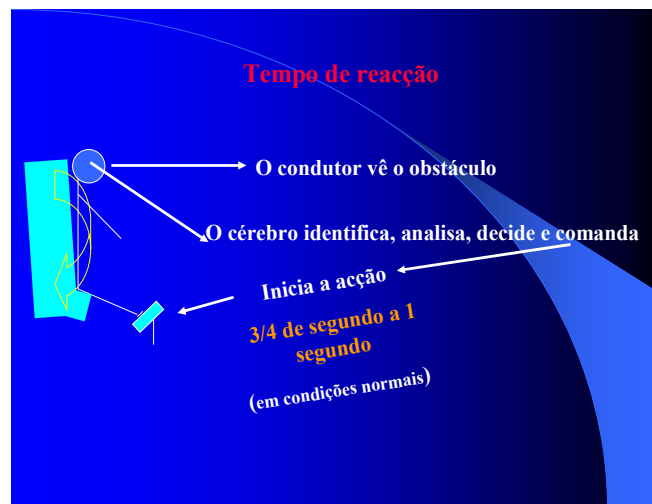 Tempo de reacção
O condutor vê o obstáculo
O cérebro identifica, analisa, decide e comanda
Inicia a acção
3/4 de segundo a 1
segundo
(em condições normais)